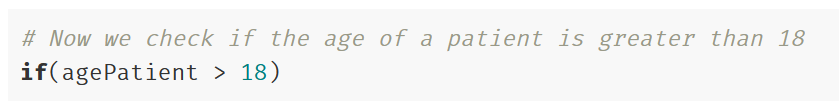 # Now we check if the age of a patient is greater than 18
if(agePatient > 18)